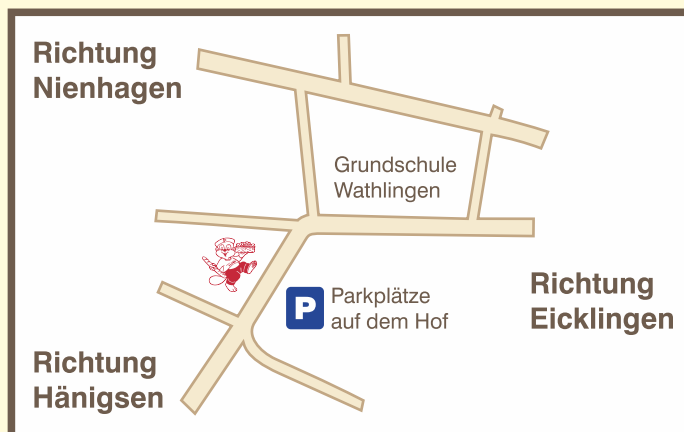 Richtung
Nienhagen
Grundschule
Wathlingen
Richtung
Eicklingen
P
Parkplätze
auf dem Hof
Richtung
Hänigsen